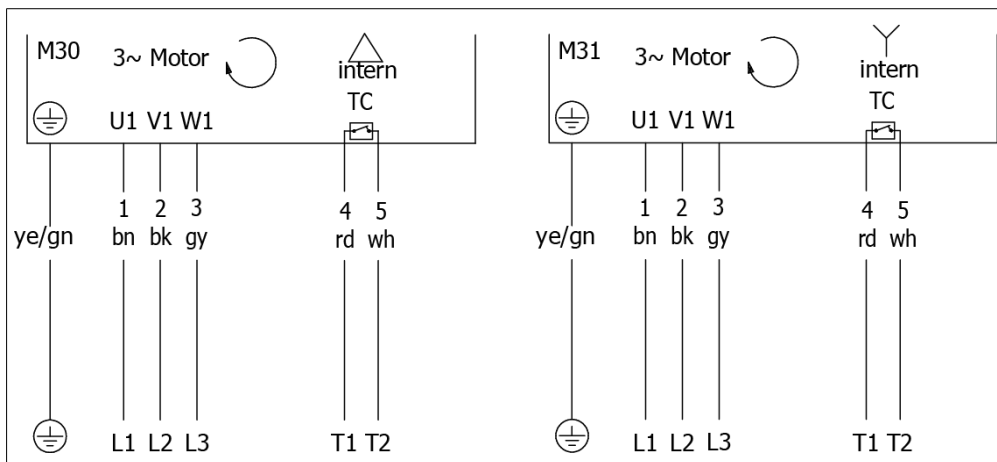 M30 3~ Motor intern
TC
U1 V1 W1
1 2 3 4 5
ye/gn bn bk gy rd wh
L1 L2 L3 T1 T2
M31 3~ Motor intern
TC
U1 V1 W1
1 2 3 4 5
ye/gn bn bk gy rd wh
L1 L2 L3 T1 T2